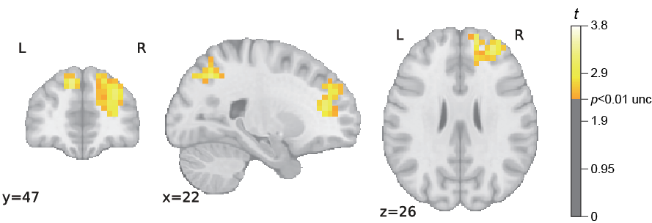 L
R
y=47
x=22
L
R
z=26
t
3.8
2.9
p<0.01 unc
1.9
0.95
0